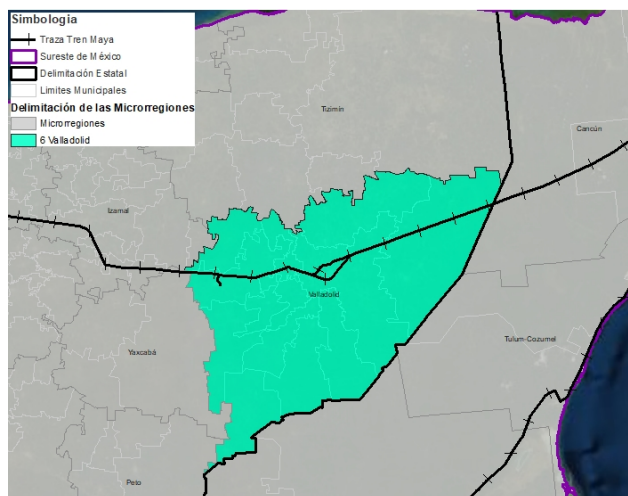 Simbología
Traza Tren Maya
Sureste de México
Delimitación Estatal
Limites Municipales
Delimitación de las Microrregiones
Microrregiones
6 Valladolid
Tizimín
Cancún
Izamal
Valladolid
Yaxcabá
Tulum-Cozumel
Peto